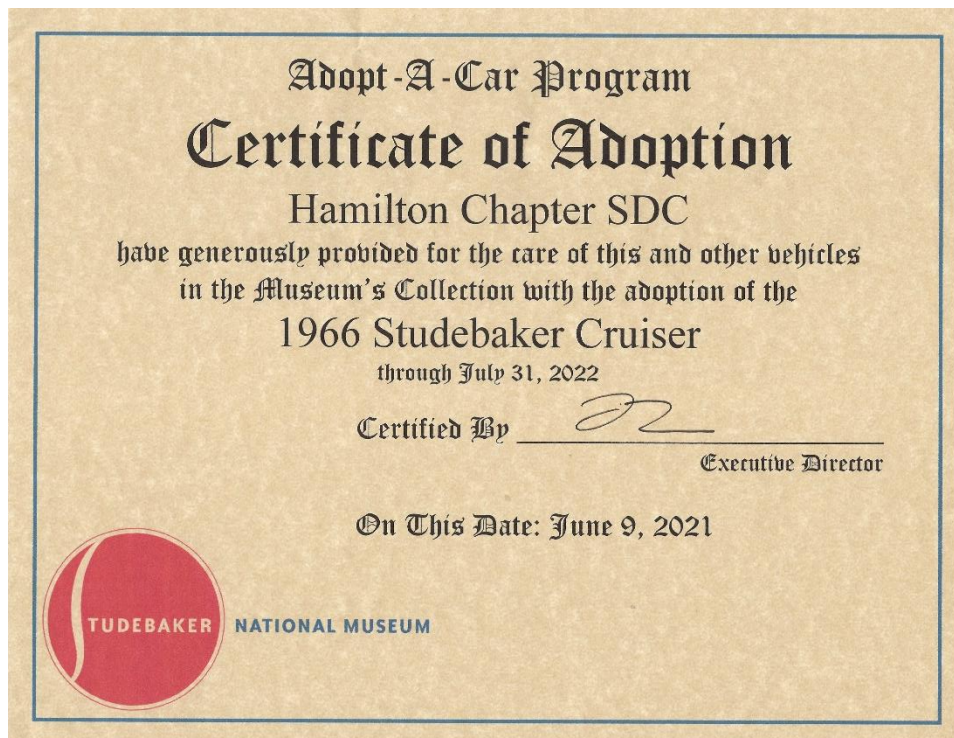 Adopt-A-Car Program
Certificate of Adoption
Hamilton Chapter SDC
have generously provided for the care of this and other vehicles
in the Museum's Collection with the adoption of the
1966 Studebaker Cruiser
through July 31, 2022
Certified By
Executive Director
On This Date: June 9, 2021
STUDEBAKER NATIONAL MUSEUM